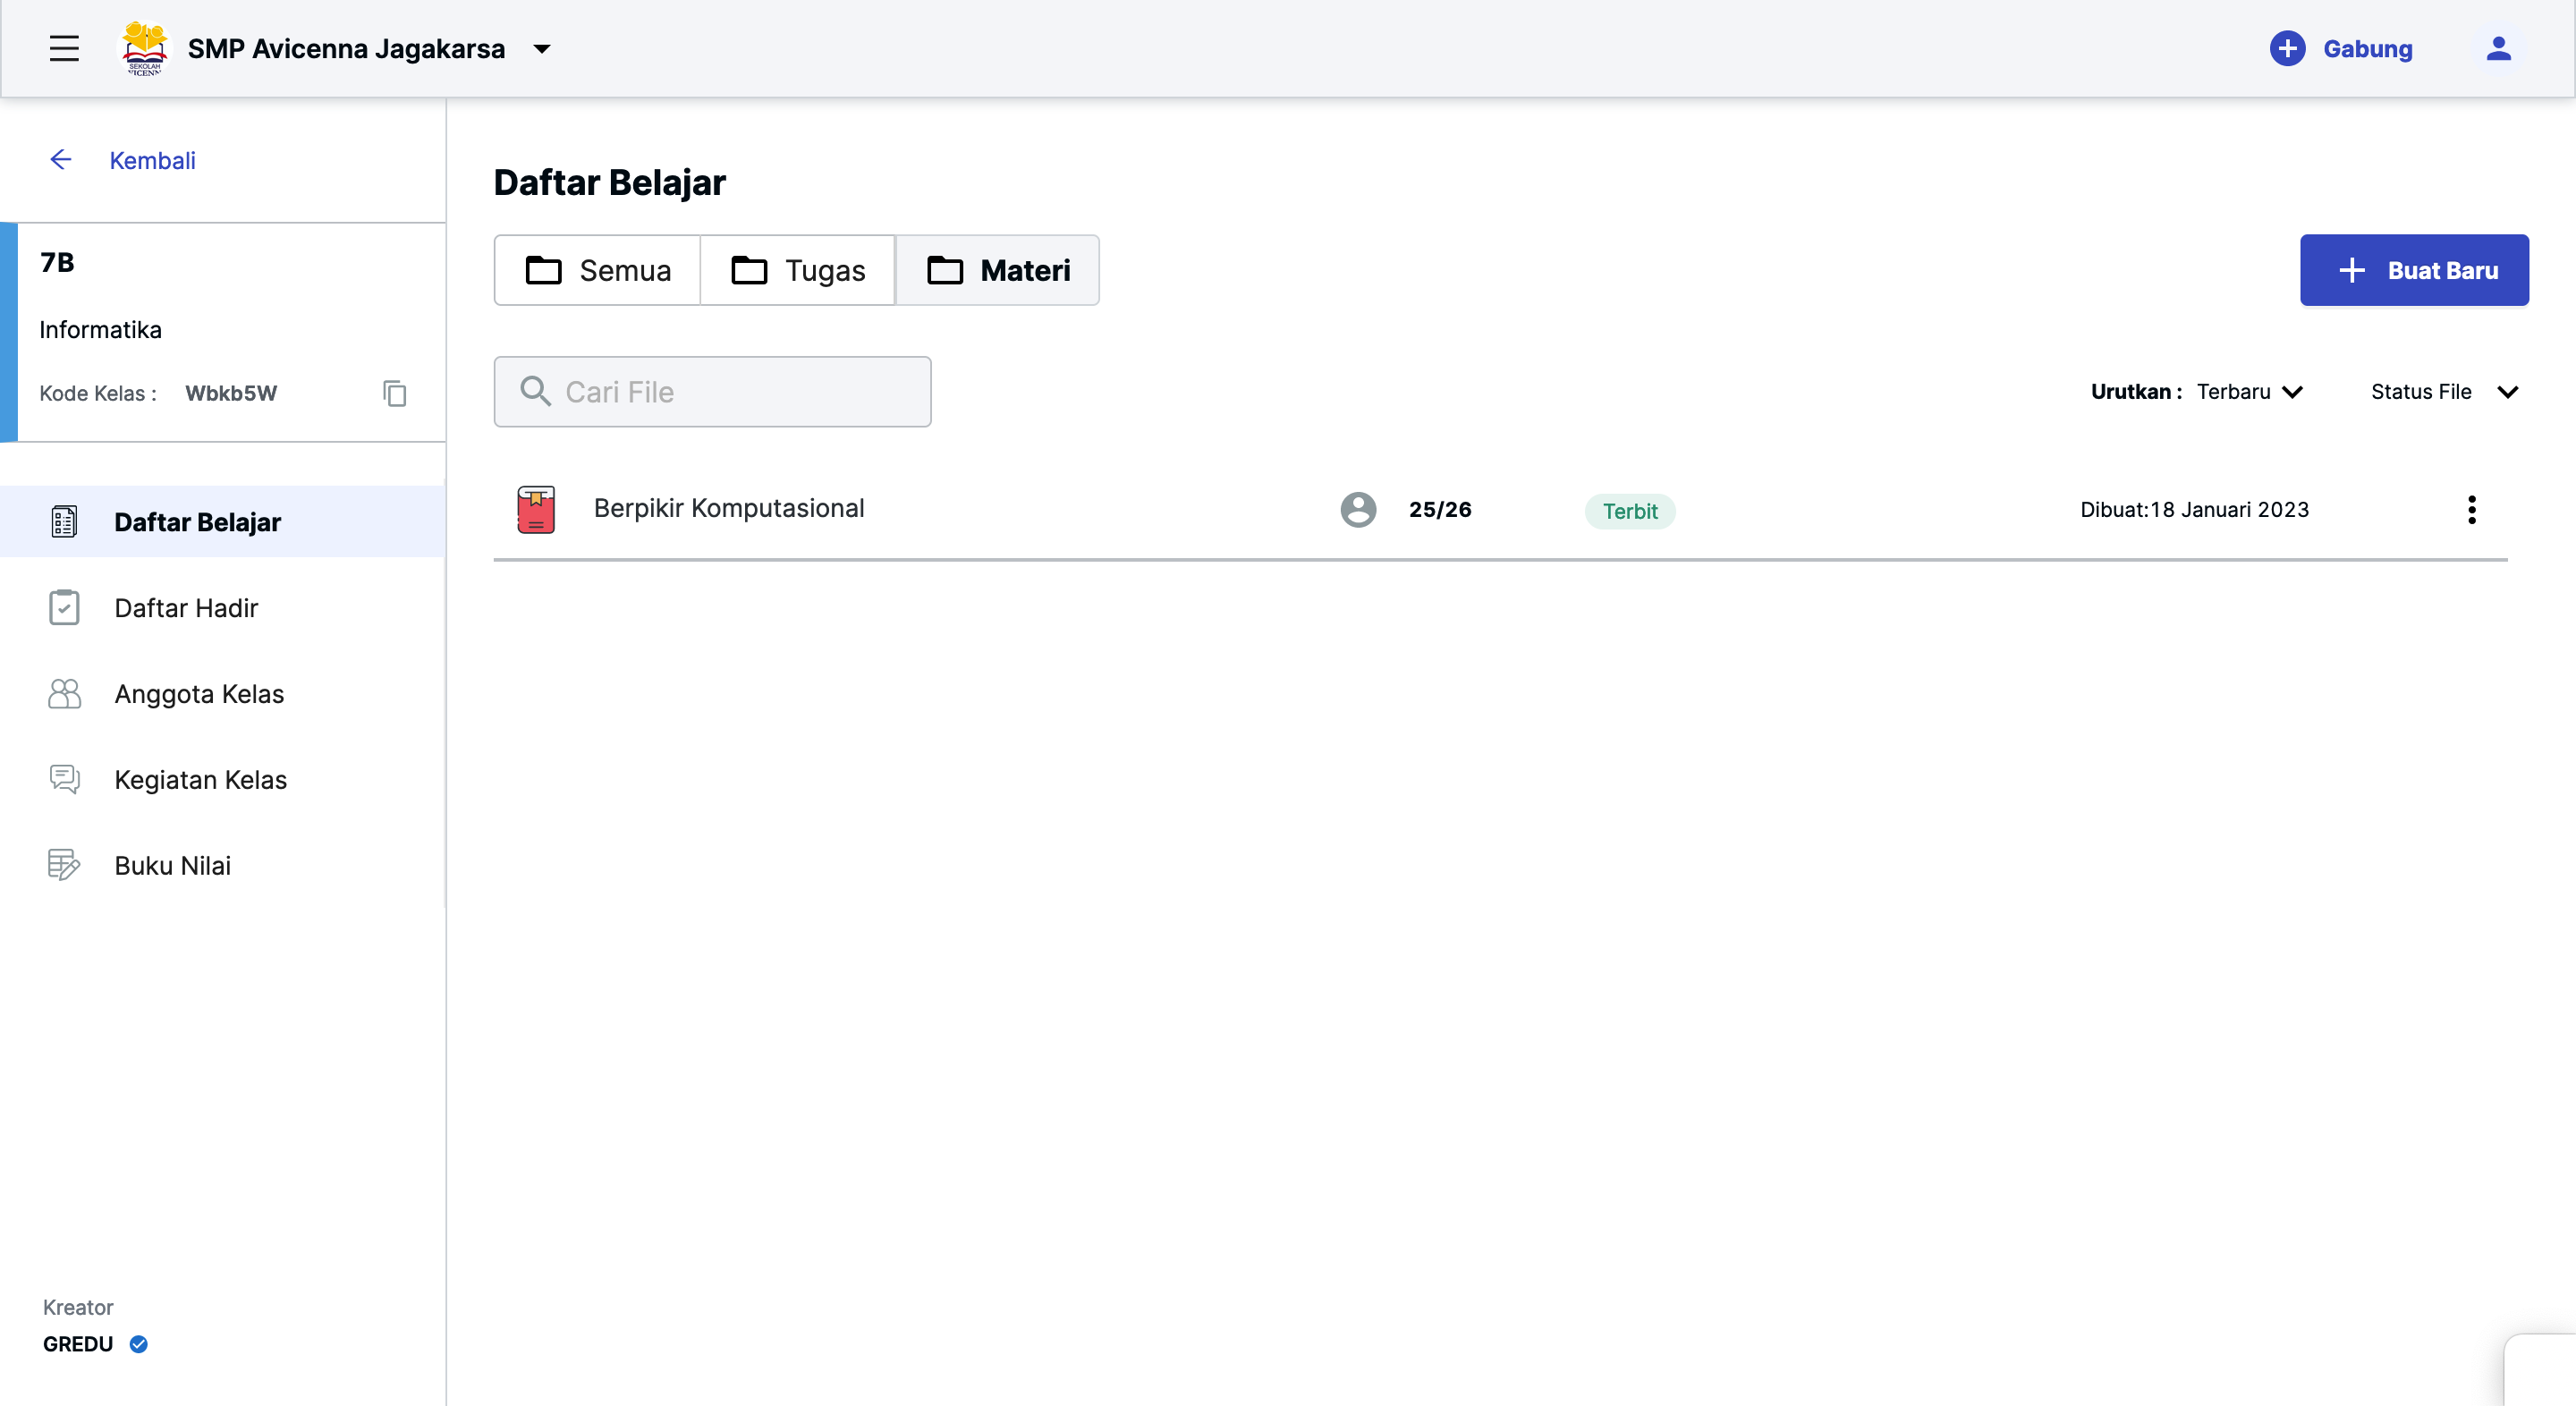 SMP Avicenna Jagakarsa
Gabung
Kembali
7B
Informatika
Kode Kelas : Wbkb5W
Daftar Belajar
Daftar Hadir
Anggota Kelas
Kegiatan Kelas
Buku Nilai
Kreator
GREDU
Daftar Belajar
Semua Tugas Materi
Buat Baru
Cari File
Urutkan : Terbaru Status File
Berpikir Komputasional 25/26 Terbit Dibuat:18 Januari 2023